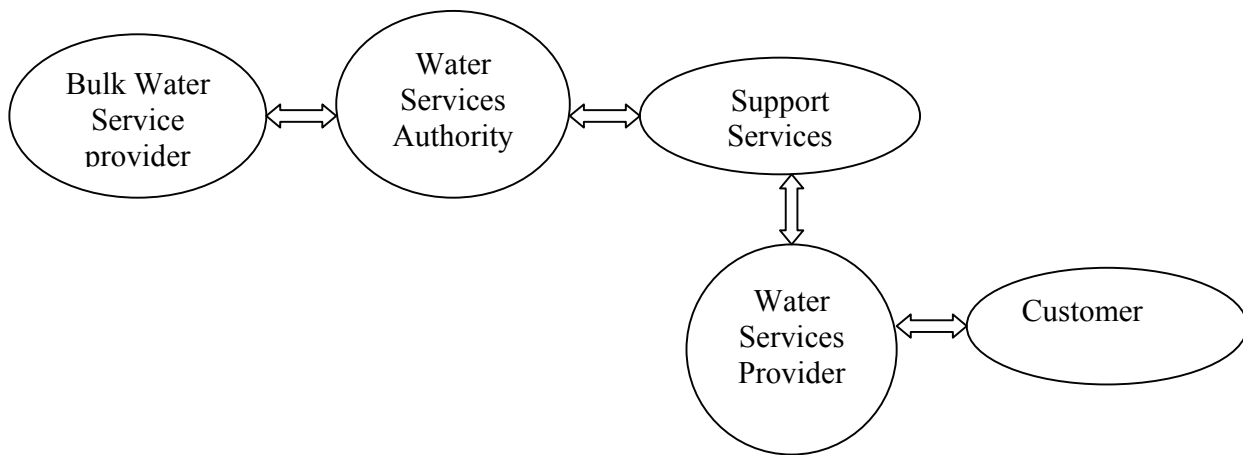 Bulk Water
Service
provider
Water
Services
Authority
Support
Services
Water
Services
Provider
Customer